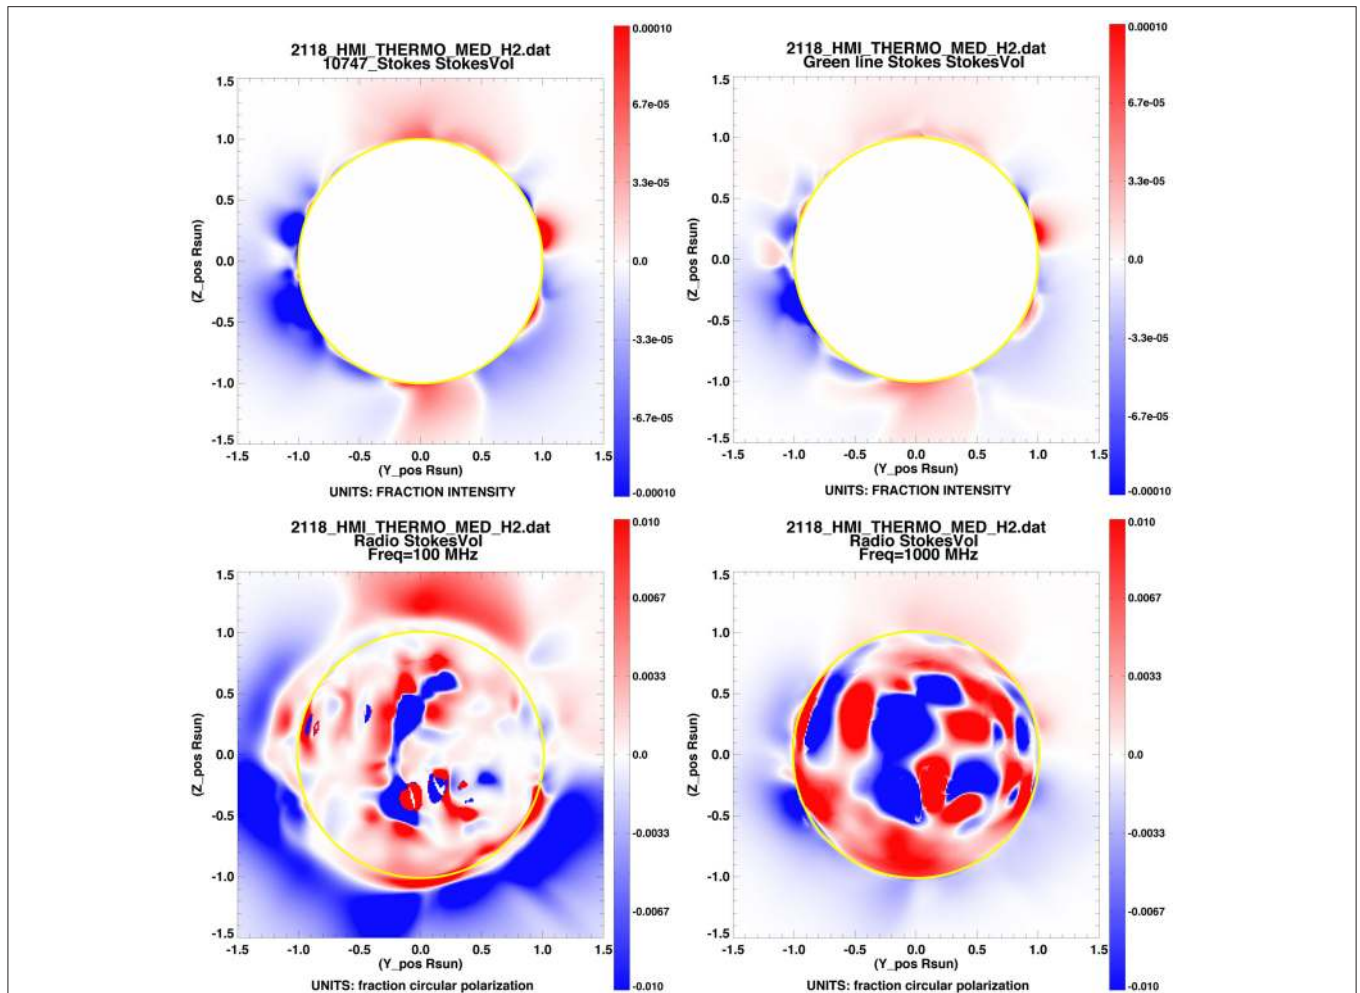 2118_HMI_THERMO_MED_H2.dat
10747_Stokes StokesVol
0.00010
6.7e-05
3.3e-05
0.0
-3.3e-05
-6.7e-05
-0.00010
1.5
1.0
0.5
0.0
-0.5
-1.0
-1.5
(Z_pos Rsun)
-1.5 -1.0 -0.5 0.0 0.5 1.0 1.5
(Y_pos Rsun)
UNITS: FRACTION INTENSITY
2118_HMI_THERMO_MED_H2.dat
Green line Stokes StokesVol
0.00010
6.7e-05
3.3e-05
0.0
-3.3e-05
-6.7e-05
-0.00010
1.5
1.0
0.5
0.0
-0.5
-1.0
-1.5
(Z_pos Rsun)
-1.5 -1.0 -0.5 0.0 0.5 1.0 1.5
(Y_pos Rsun)
UNITS: FRACTION INTENSITY
2118_HMI_THERMO_MED_H2.dat
Radio StokesVol
Freq=100 MHz
0.010
0.0067
0.0033
0.0
-0.0033
-0.0067
-0.010
1.5
1.0
0.5
0.0
-0.5
-1.0
-1.5
(Z_pos Rsun)
-1.5 -1.0 -0.5 0.0 0.5 1.0 1.5
(Y_pos Rsun)
UNITS: fraction circular polarization
2118_HMI_THERMO_MED_H2.dat
Radio StokesVol
Freq=1000 MHz
0.010
0.0067
0.0033
0.0
-0.0033
-0.0067
-0.010
1.5
1.0
0.5
0.0
-0.5
-1.0
-1.5
(Z_pos Rsun)
-1.5 -1.0 -0.5 0.0 0.5 1.0 1.5
(Y_pos Rsun)
UNITS: fraction circular polarization